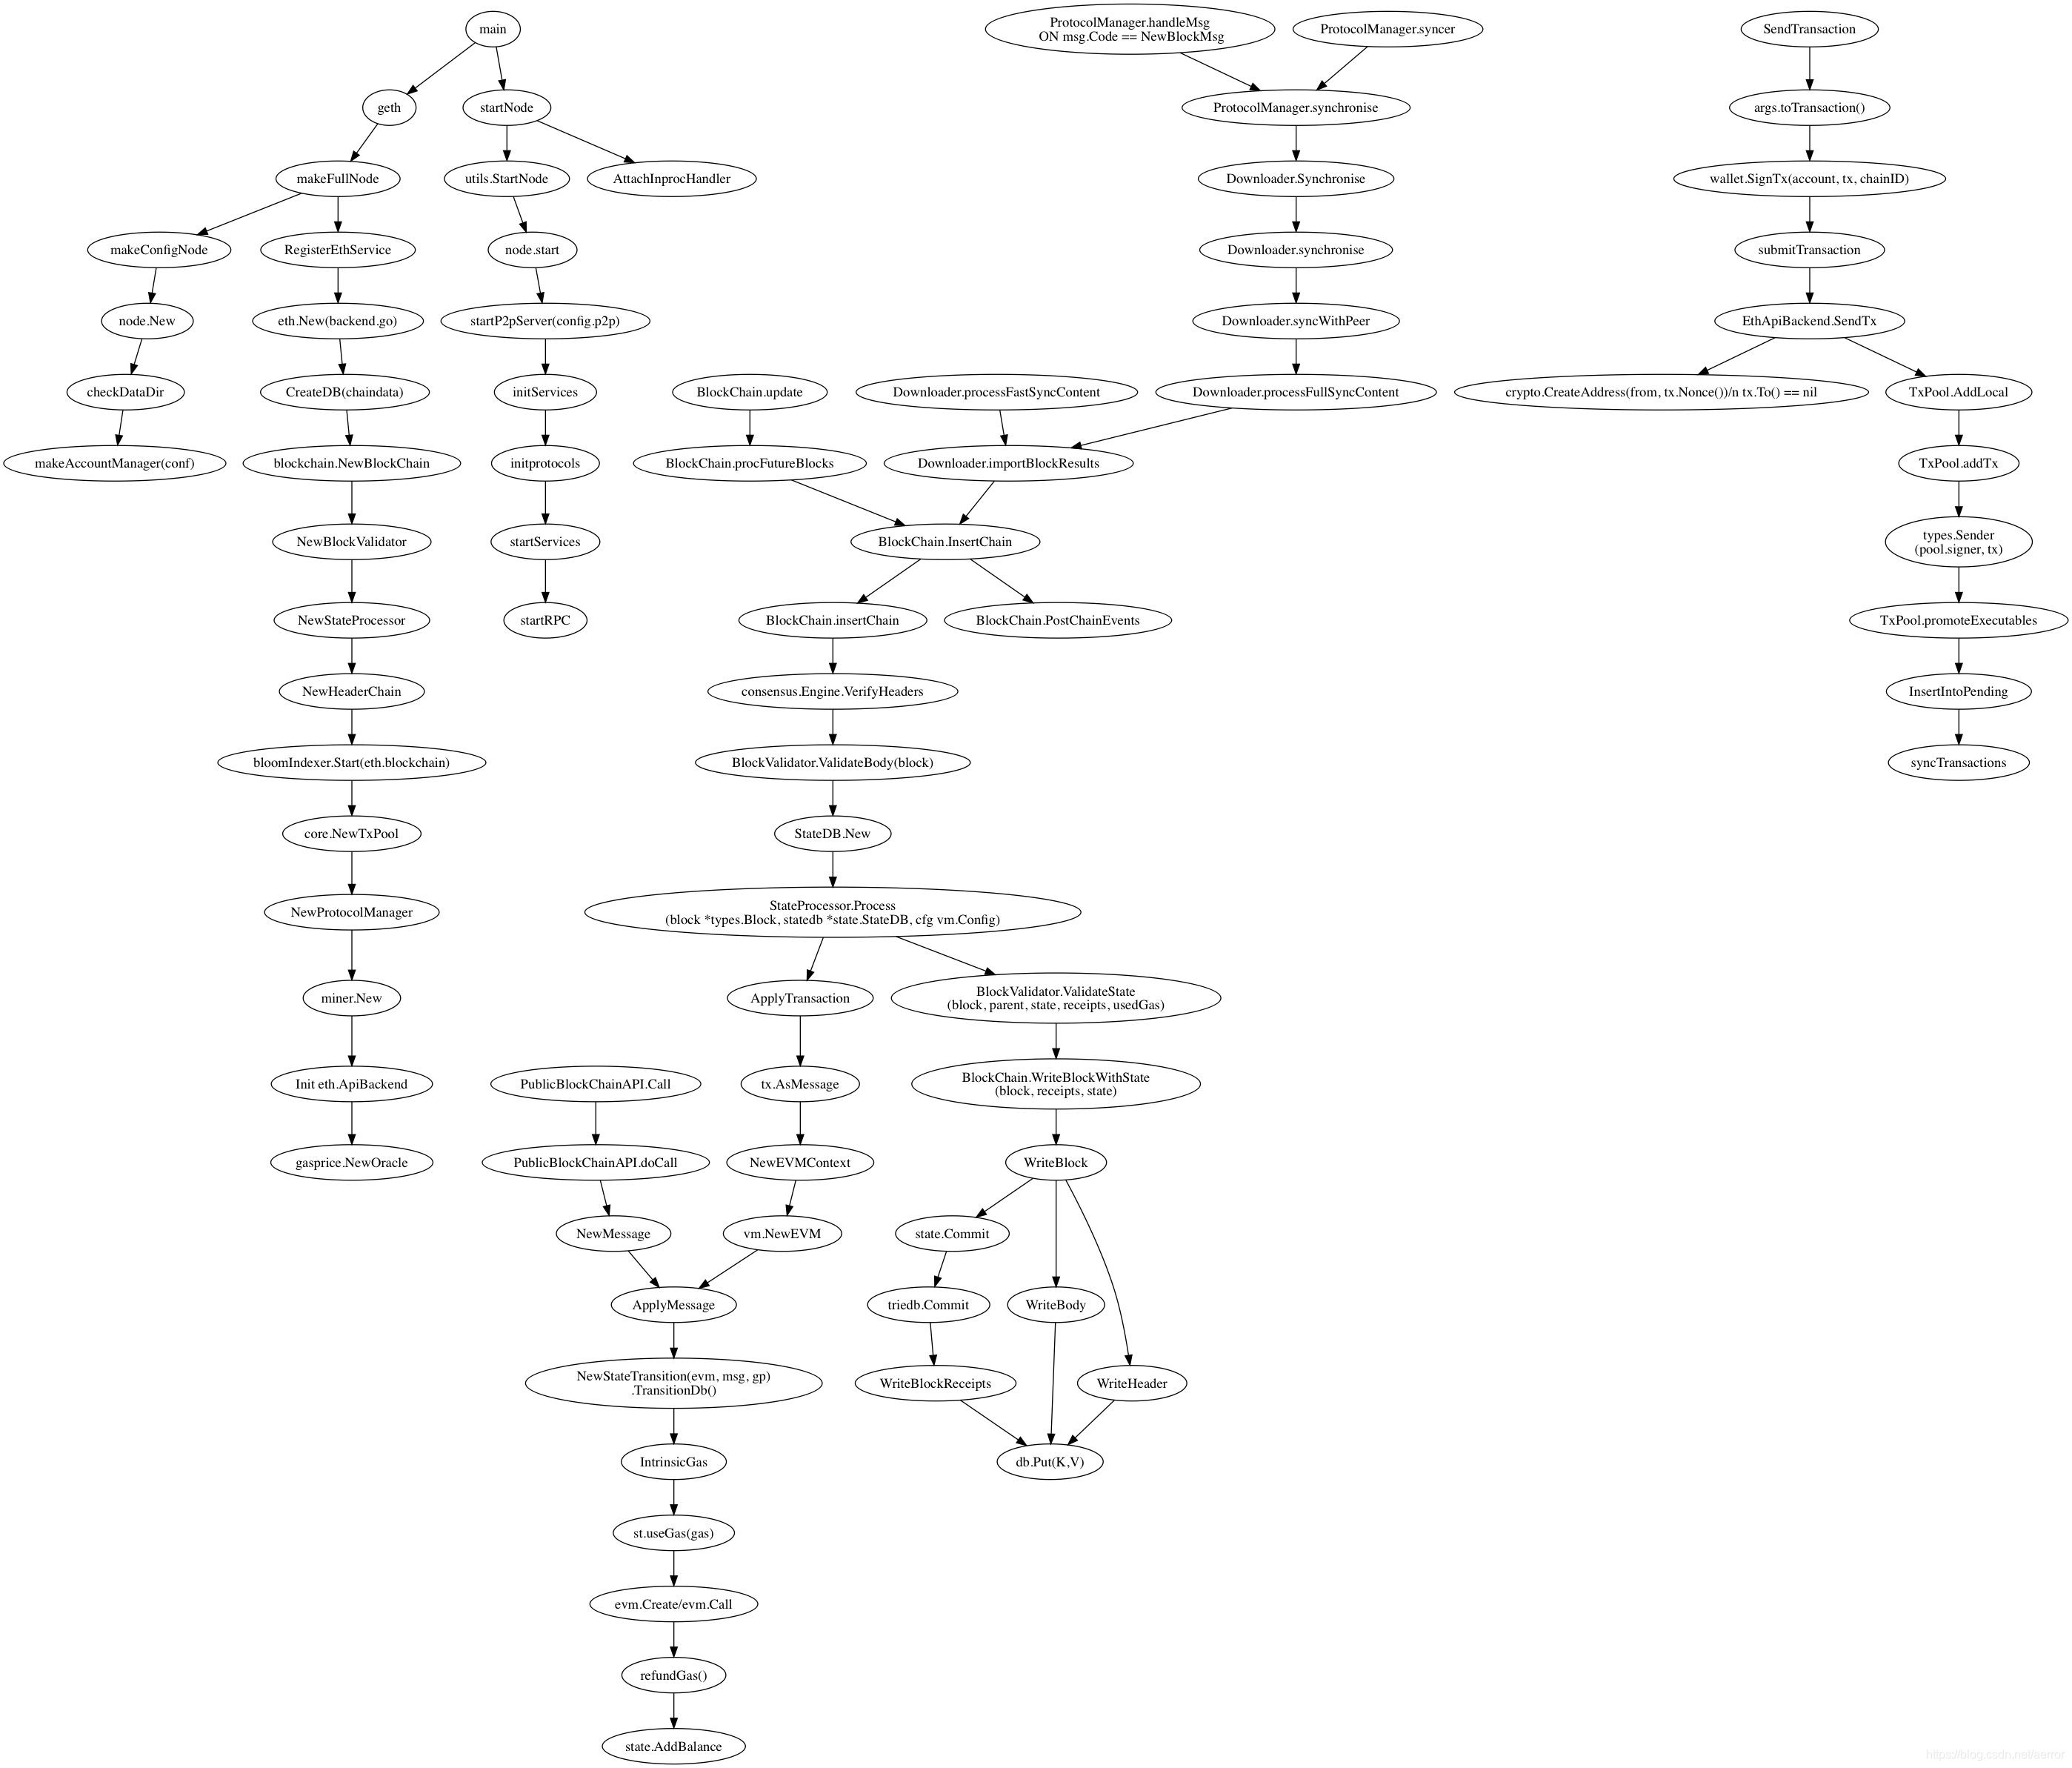 main
ProtocolManager.handleMsg
ON msg.Code == NewBlockMsg
ProtocolManager.syncer
SendTransaction
geth
startNode
ProtocolManager.synchronise
args.toTransaction()
makeFullNode
utils.StartNode
AttachInprocHandler
Downloader.Synchronise
wallet.SignTx(account, tx, chainID)
makeConfigNode
RegisterEthService
node.start
Downloader.synchronise
submitTransaction
node.New
eth.New(backend.go)
startP2pServer(config.p2p)
Downloader.syncWithPeer
EthApiBackend.SendTx
checkDataDir
CreateDB(chaindata)
initServices
BlockChain.update
Downloader.processFastSyncContent
Downloader.processFullSyncContent
crypto.CreateAddress(from, tx.Nonce())/n tx.To() == nil
TxPool.AddLocal
makeAccountManager(conf)
blockchain.NewBlockChain
initprotocols
BlockChain.procFutureBlocks
Downloader.importBlockResults
TxPool.addTx
NewBlockValidator
startServices
BlockChain.InsertChain
types.Sender
(pool.signer, tx)
NewStateProcessor
startRPC
BlockChain.insertChain
BlockChain.PostChainEvents
TxPool.promoteExecutables
NewHeaderChain
consensus.Engine.VerifyHeaders
InsertIntoPending
bloomIndexer.Start(eth.blockchain)
BlockValidator.ValidateBody(block)
syncTransactions
core.NewTxPool
StateDB.New
NewProtocolManager
StateProcessor.Process
(block *types.Block, statedb *state.StateDB, cfg vm.Config)
miner.New
ApplyTransaction
BlockValidator.ValidateState
(block, parent, state, receipts, usedGas)
Init eth.ApiBackend
PublicBlockChainAPI.Call
tx.AsMessage
BlockChain.WriteBlockWithState
(block, receipts, state)
gasprice.NewOracle
PublicBlockChainAPI.doCall
NewEVMContext
WriteBlock
NewMessage
vm.NewEVM
state.Commit
ApplyMessage
triedb.Commit
WriteBody
NewStateTransition(evm, msg, gp)
.TransitionDb()
WriteBlockReceipts
WriteHeader
IntrinsicGas
db.Put(K,V)
st.useGas(gas)
evm.Create/evm.Call
refundGas()
state.AddBalance
https://blog.csdn.net/aerror